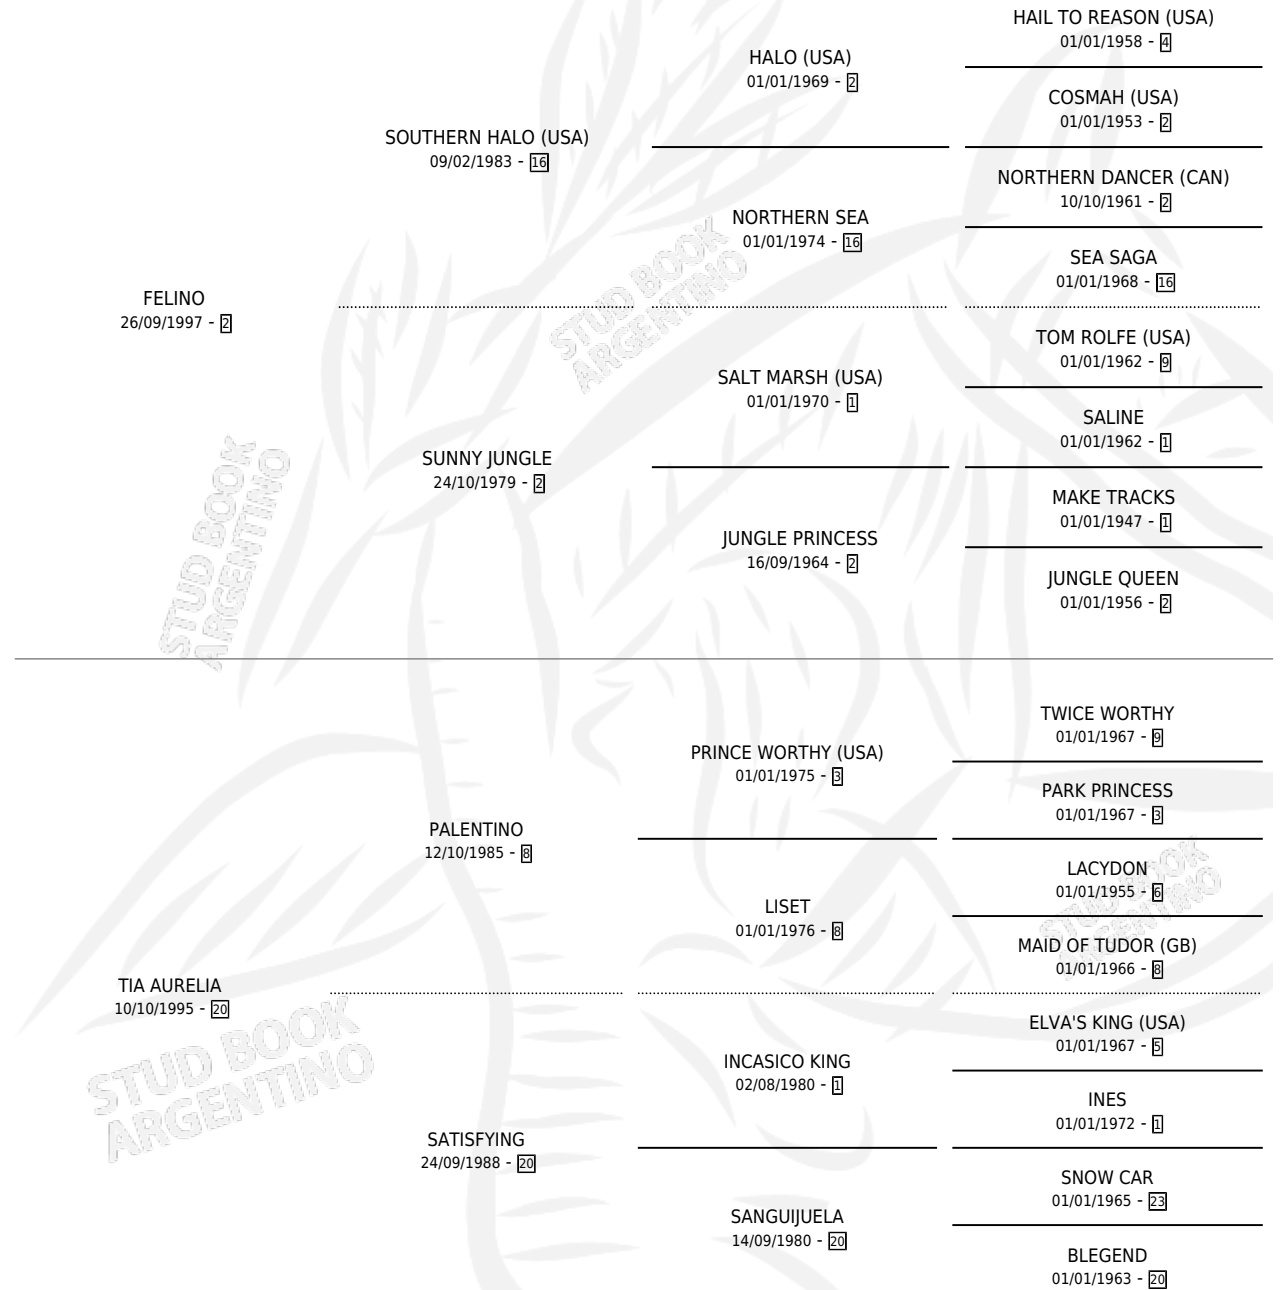 HAIL TO REASON (USA)
01/01/1958 - 4
HALO (USA)
01/01/1969 - 2
COSMAH (USA)
01/01/1953 - 2
SOUTHERN HALO (USA)
09/02/1983 - 16
NORTHERN DANCER (CAN)
10/10/1961 - 2
NORTHERN SEA
01/01/1974 - 16
SEA SAGA
01/01/1968 - 16
STUD BOOK
ARGENTINO
FELINO
26/09/1997 - 2
TOM ROLFE (USA)
01/01/1962 - 9
SALT MARSH (USA)
01/01/1970 - 1
SALINE
01/01/1962 - 1
SUNNY JUNGLE
24/10/1979 - 2
MAKE TRACKS
01/01/1947 - 1
JUNGLE PRINCESS
16/09/1964 - 2
JUNGLE QUEEN
01/01/1956 - 2
STUD BOOK
ARGENTINO
TWICE WORTHY
01/01/1967 - 9
PRINCE WORTHY (USA)
01/01/1975 - 3
PARK PRINCESS
01/01/1967 - 3
PALENTINO
12/10/1985 - 8
LACYDON
01/01/1955 - 6
LISET
01/01/1976 - 8
MAID OF TUDOR (GB)
01/01/1966 - 8
STUD BOOK
ARGENTINO
TIA AURELIA
10/10/1995 - 20
ELVA'S KING (USA)
01/01/1967 - 5
INCASICO KING
02/08/1980 - 1
INES
01/01/1972 - 1
STUD BOOK
ARGENTINO
SATISFYING
24/09/1988 - 20
SNOW CAR
01/01/1965 - 23
SANGUIJUELA
14/09/1980 - 20
BLEGEND
01/01/1963 - 20